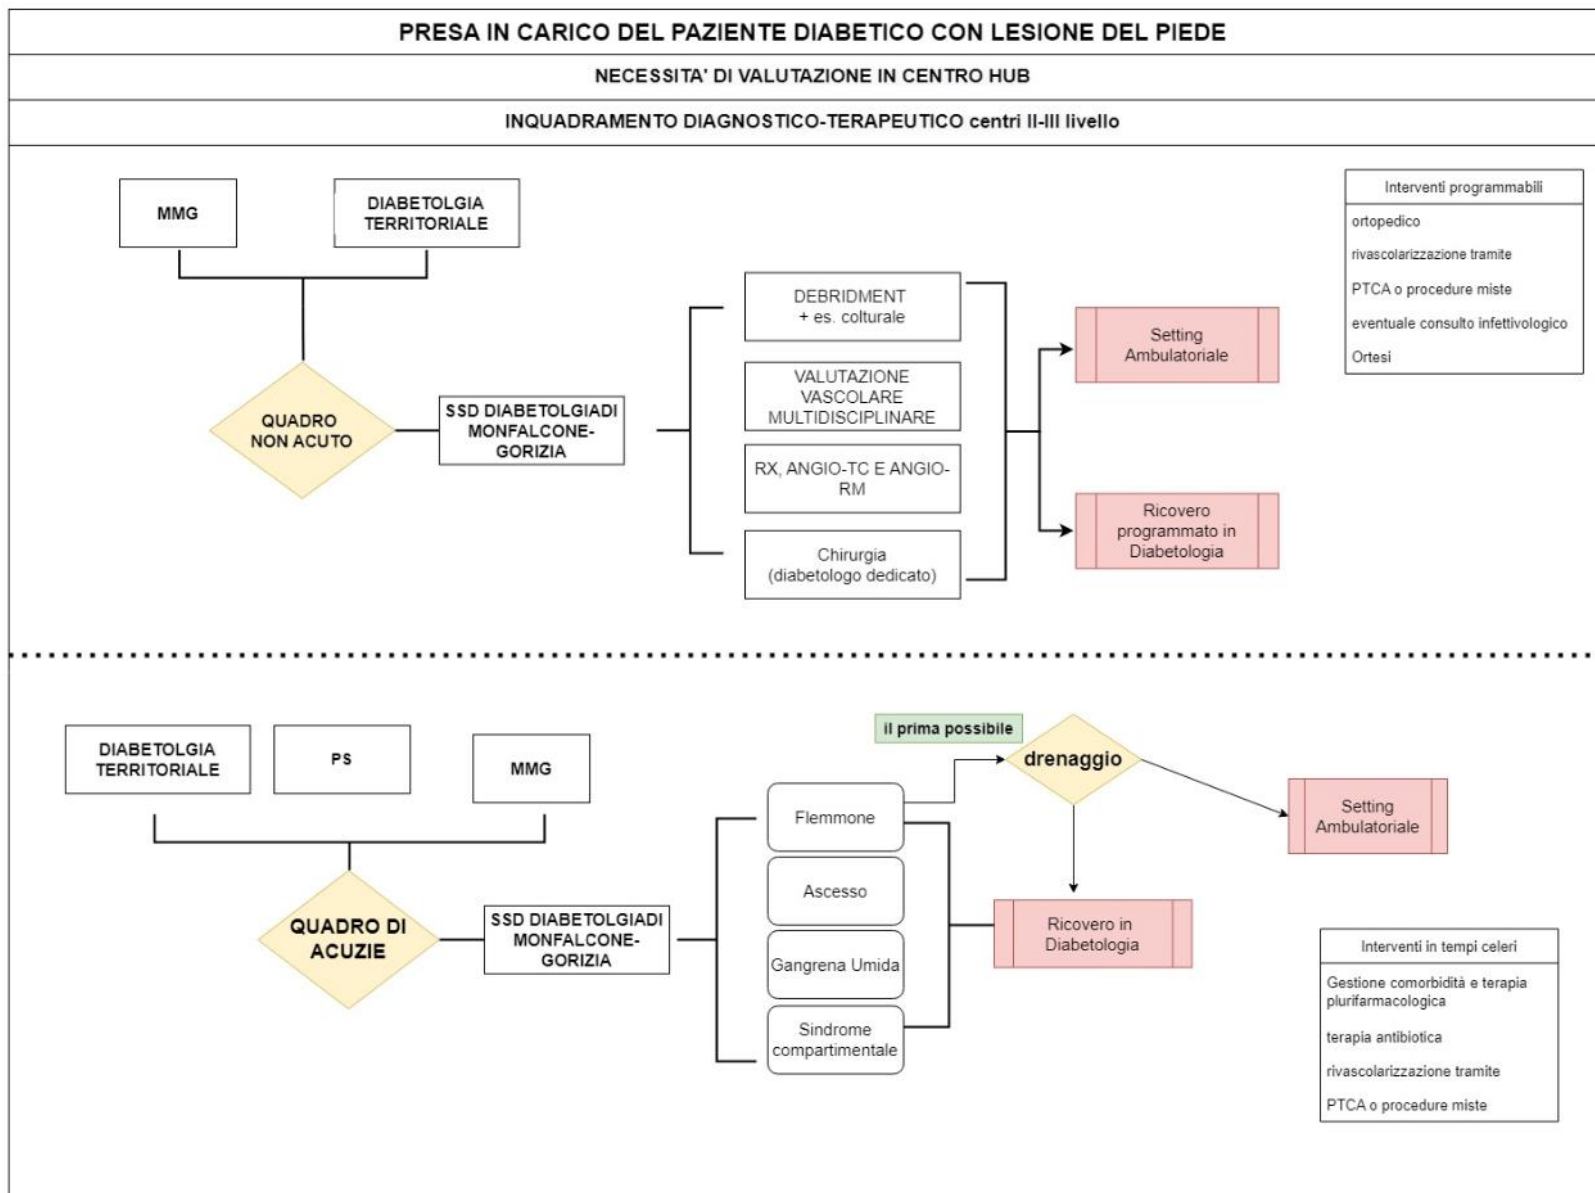 PRESA IN CARICO DEL PAZIENTE DIABETICO CON LESIONE DEL PIEDE
NECESSITA' DI VALUTAZIONE IN CENTRO HUB
INQUADRAMENTO DIAGNOSTICO-TERAPEUTICO centri II-III livello
MMG
DIABETOLGIA
TERRITORIALE
QUADRO
NON ACUTO
SSD DIABETOLGIADI
MONFALCONE-
GORIZIA
DEBRIDMENT
+ es. colturale
VALUTAZIONE
VASCOLARE
MULTIDISCIPLINARE
RX, ANGIO-TC E ANGIO-
RM
Chirurgia
(diabetologo dedicato)
Setting
Ambulatoriale
Ricovero
programmato in
Diabetologia
Interventi programmabili
ortopedico
rivascolarizzazione tramite
PTCA o procedure miste
eventuale consulto infettivologico
Ortesi
DIABETOLGIA
TERRITORIALE
PS
MMG
QUADRO DI
ACUZIE
SSD DIABETOLGIADI
MONFALCONE-
GORIZIA
Flemmone
Ascesso
Gangrena Umida
Sindrome
compartimentale
il prima possibile
drenaggio
Setting
Ambulatoriale
Ricovero in
Diabetologia
Interventi in tempi celeri
Gestione comorbidità e terapia
plurifarmacologica
terapia antibiotica
rivascolarizzazione tramite
PTCA o procedure miste